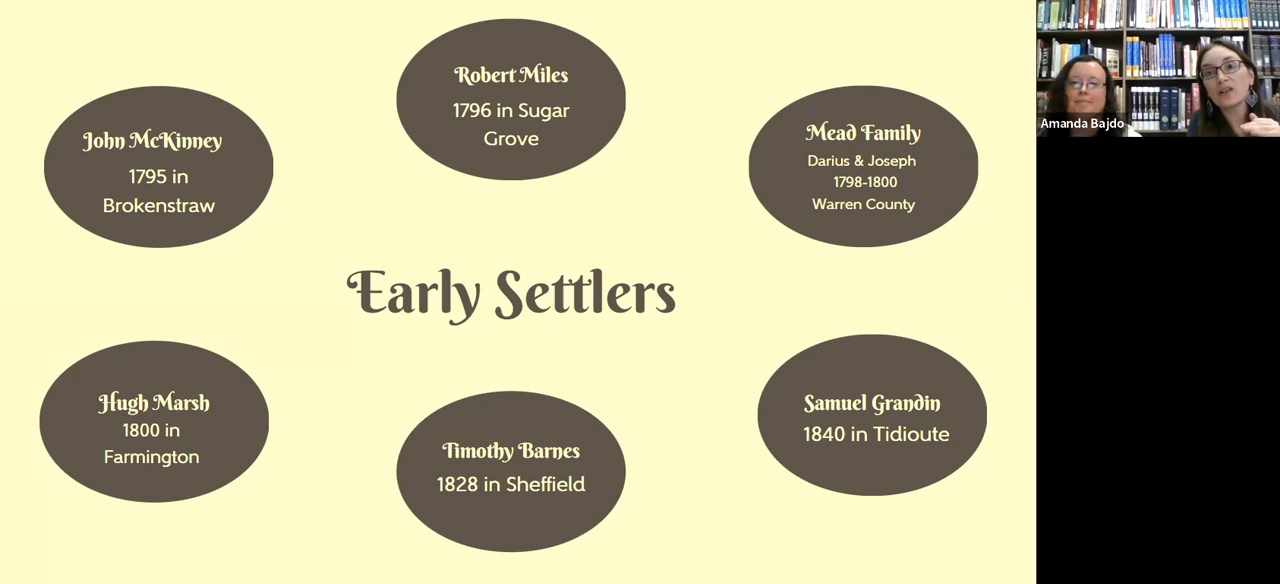 Robert Miles
1796 in Sugar
Grove
John McKinney
1795 in
Brokenstraw
Mead Family
Darius & Joseph
1798-1800
Warren County
Early Settlers
Hugh Marsh
1800 in
Farmington
Timothy Barnes
1828 in Sheffield
Samuel Grandin
1840 in Tidioute
Amanda Bajdo